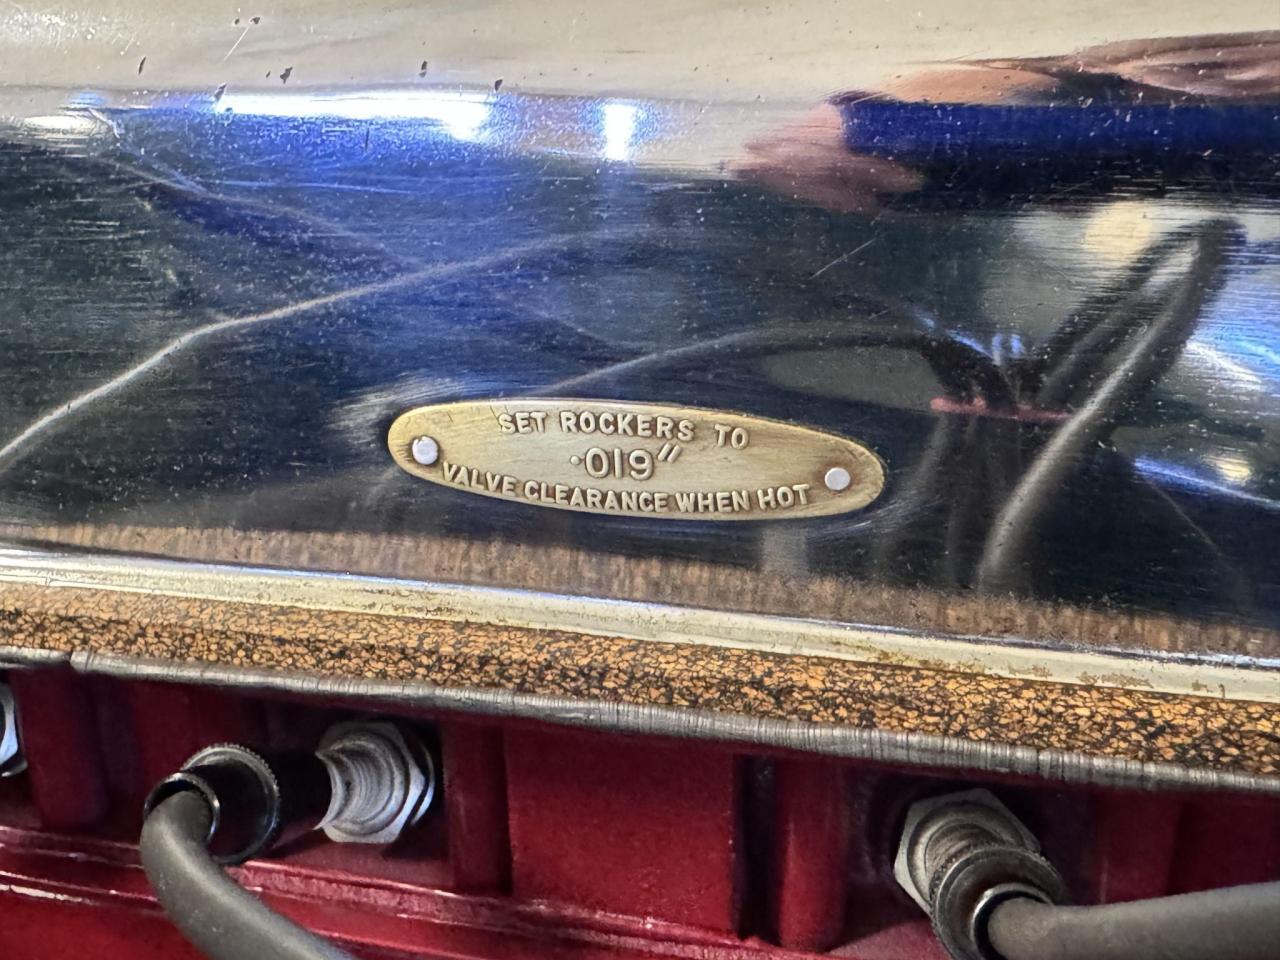 SET ROCKERS TO
·019"
VALVE CLEARANCE WHEN HOT